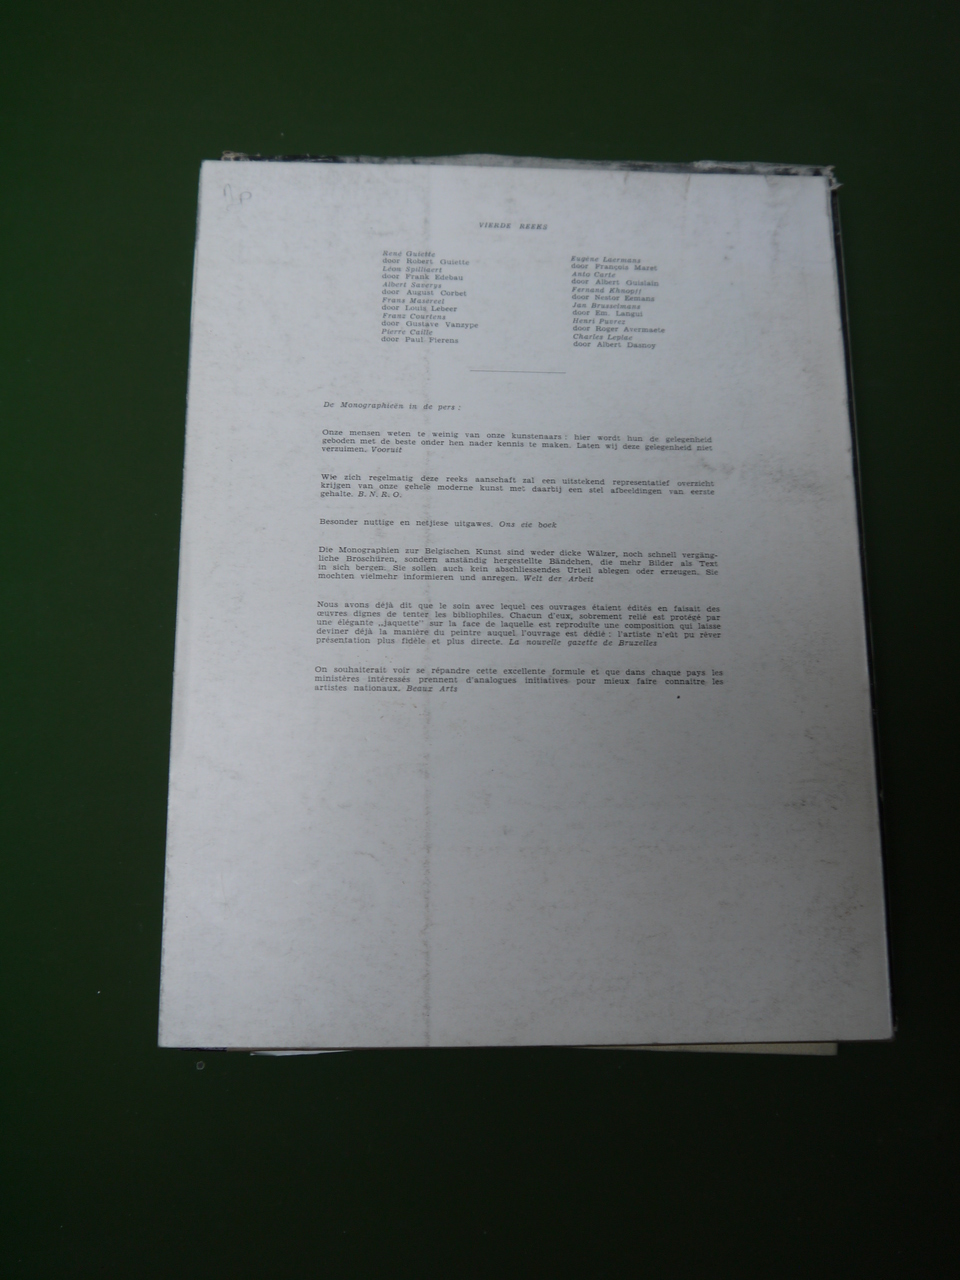 VIERDE REEKS
René Guiette
door Robert Guiette
Léon Spilliaert
door Frank Edebau
Albert Saverys
door August Corbet
Frans Masereel
door Louis Lebeer
Franz Courtens
door Gustave Vanzype
Pierre Caille
door Paul Fierens
Eugène Laermans
door François Maret
Anto Carte
door Albert Guislain
Fernand Khnopff
door Nestor Eemans
Jan Brusselmans
door Em. Langui
Henri Puvrez
door Roger Avermaete
Charles Leplae
door Albert Dasnoy
De Monographieën in de pers :
Onze mensen weten te weinig van onze kunstenaars : hier wordt hun de gelegenheid
geboden met de beste onder hen nader kennis te maken. Laten wij deze gelegenheid niet
verzuimen. Vooruit
Wie zich regelmatig deze reeks aanschaft zal een uitstekend representatief overzicht
krijgen van onze gehele moderne kunst met daarbij een stel afbeeldingen van eerste
gehalte. B. N. R. O.
Besonder nuttige en netjiese uitgawes. Ons eie boek
Die Monographien zur Belgischen Kunst sind weder dicke Wälzer, noch schnell vergäng-
liche Broschüren, sondern anständig hergestellte Bändchen, die mehr Bilder als Text
in sich bergen. Sie sollen auch kein abschliessendes Urteil ablegen oder erzeugen. Sie
mochten vielmehr informieren und anregen. Welt der Arbeit
Nous avons déjà dit que le soin avec lequel ces ouvrages étaient édités en faisait des
œuvres dignes de tenter les bibliophiles. Chacun d'eux, sobrement relié est protégé par
une élégante „jaquette" sur la face de laquelle est reproduite une composition qui laisse
deviner déjà la manière du peintre auquel l'ouvrage est dédié : l'artiste n'eût pu rêver
présentation plus fidèle et plus directe. La nouvelle gazette de Bruxelles
On souhaiterait voir se répandre cette excellente formule et que dans chaque pays les
ministères intéressés prennent d'analogues initiatives pour mieux faire connaître les
artistes nationaux. Beaux Arts